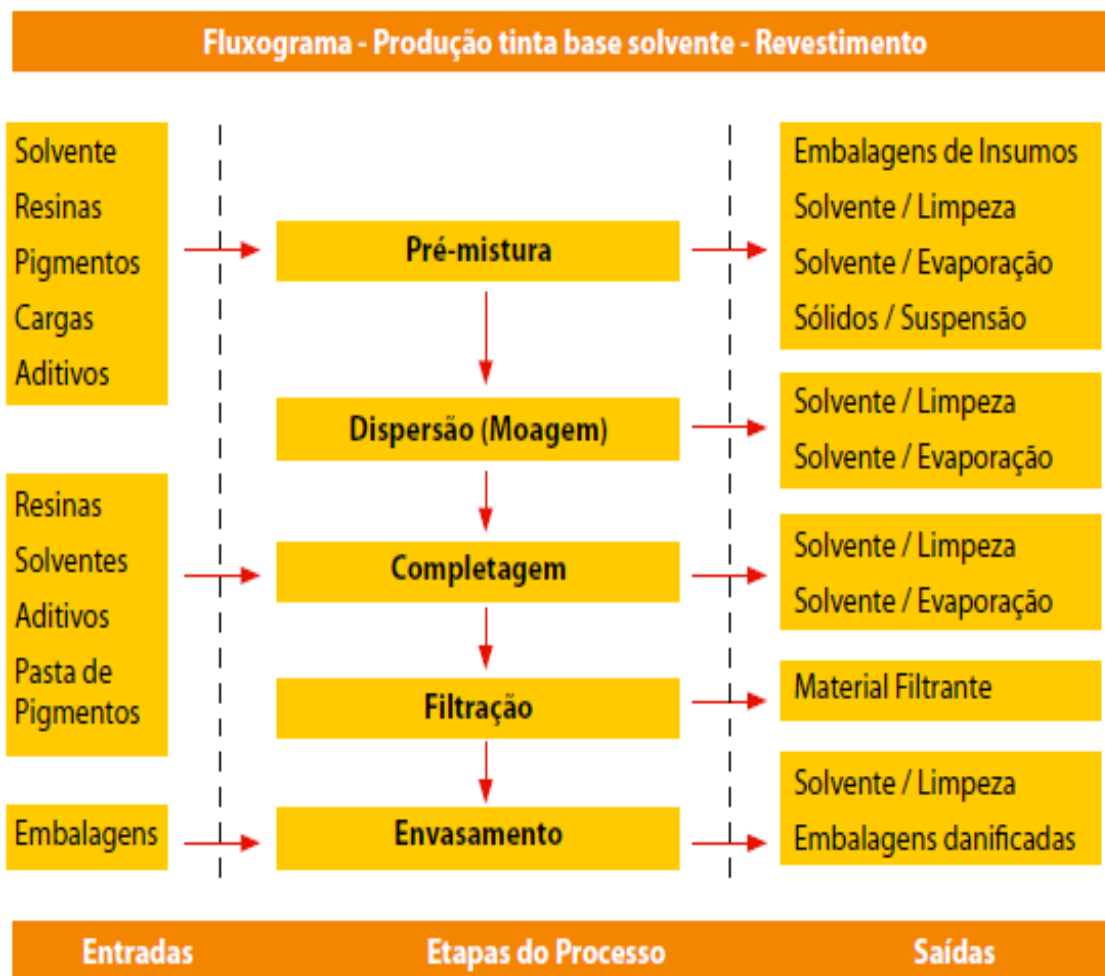 Fluxograma - Produção tinta base solvente - Revestimento
Solvente
Resinas
Pigmentos
Cargas
Aditivos
Pré-mistura
Embalagens de Insumos
Solvente / Limpeza
Solvente / Evaporação
Sólidos / Suspensão
Dispersão (Moagem)
Solvente / Limpeza
Solvente / Evaporação
Resinas
Solventes
Aditivos
Pasta de
Pigmentos
Completagem
Solvente / Limpeza
Solvente / Evaporação
Filtração
Material Filtrante
Embalagens
Envasamento
Solvente / Limpeza
Embalagens danificadas
Entradas
Etapas do Processo
Saídas